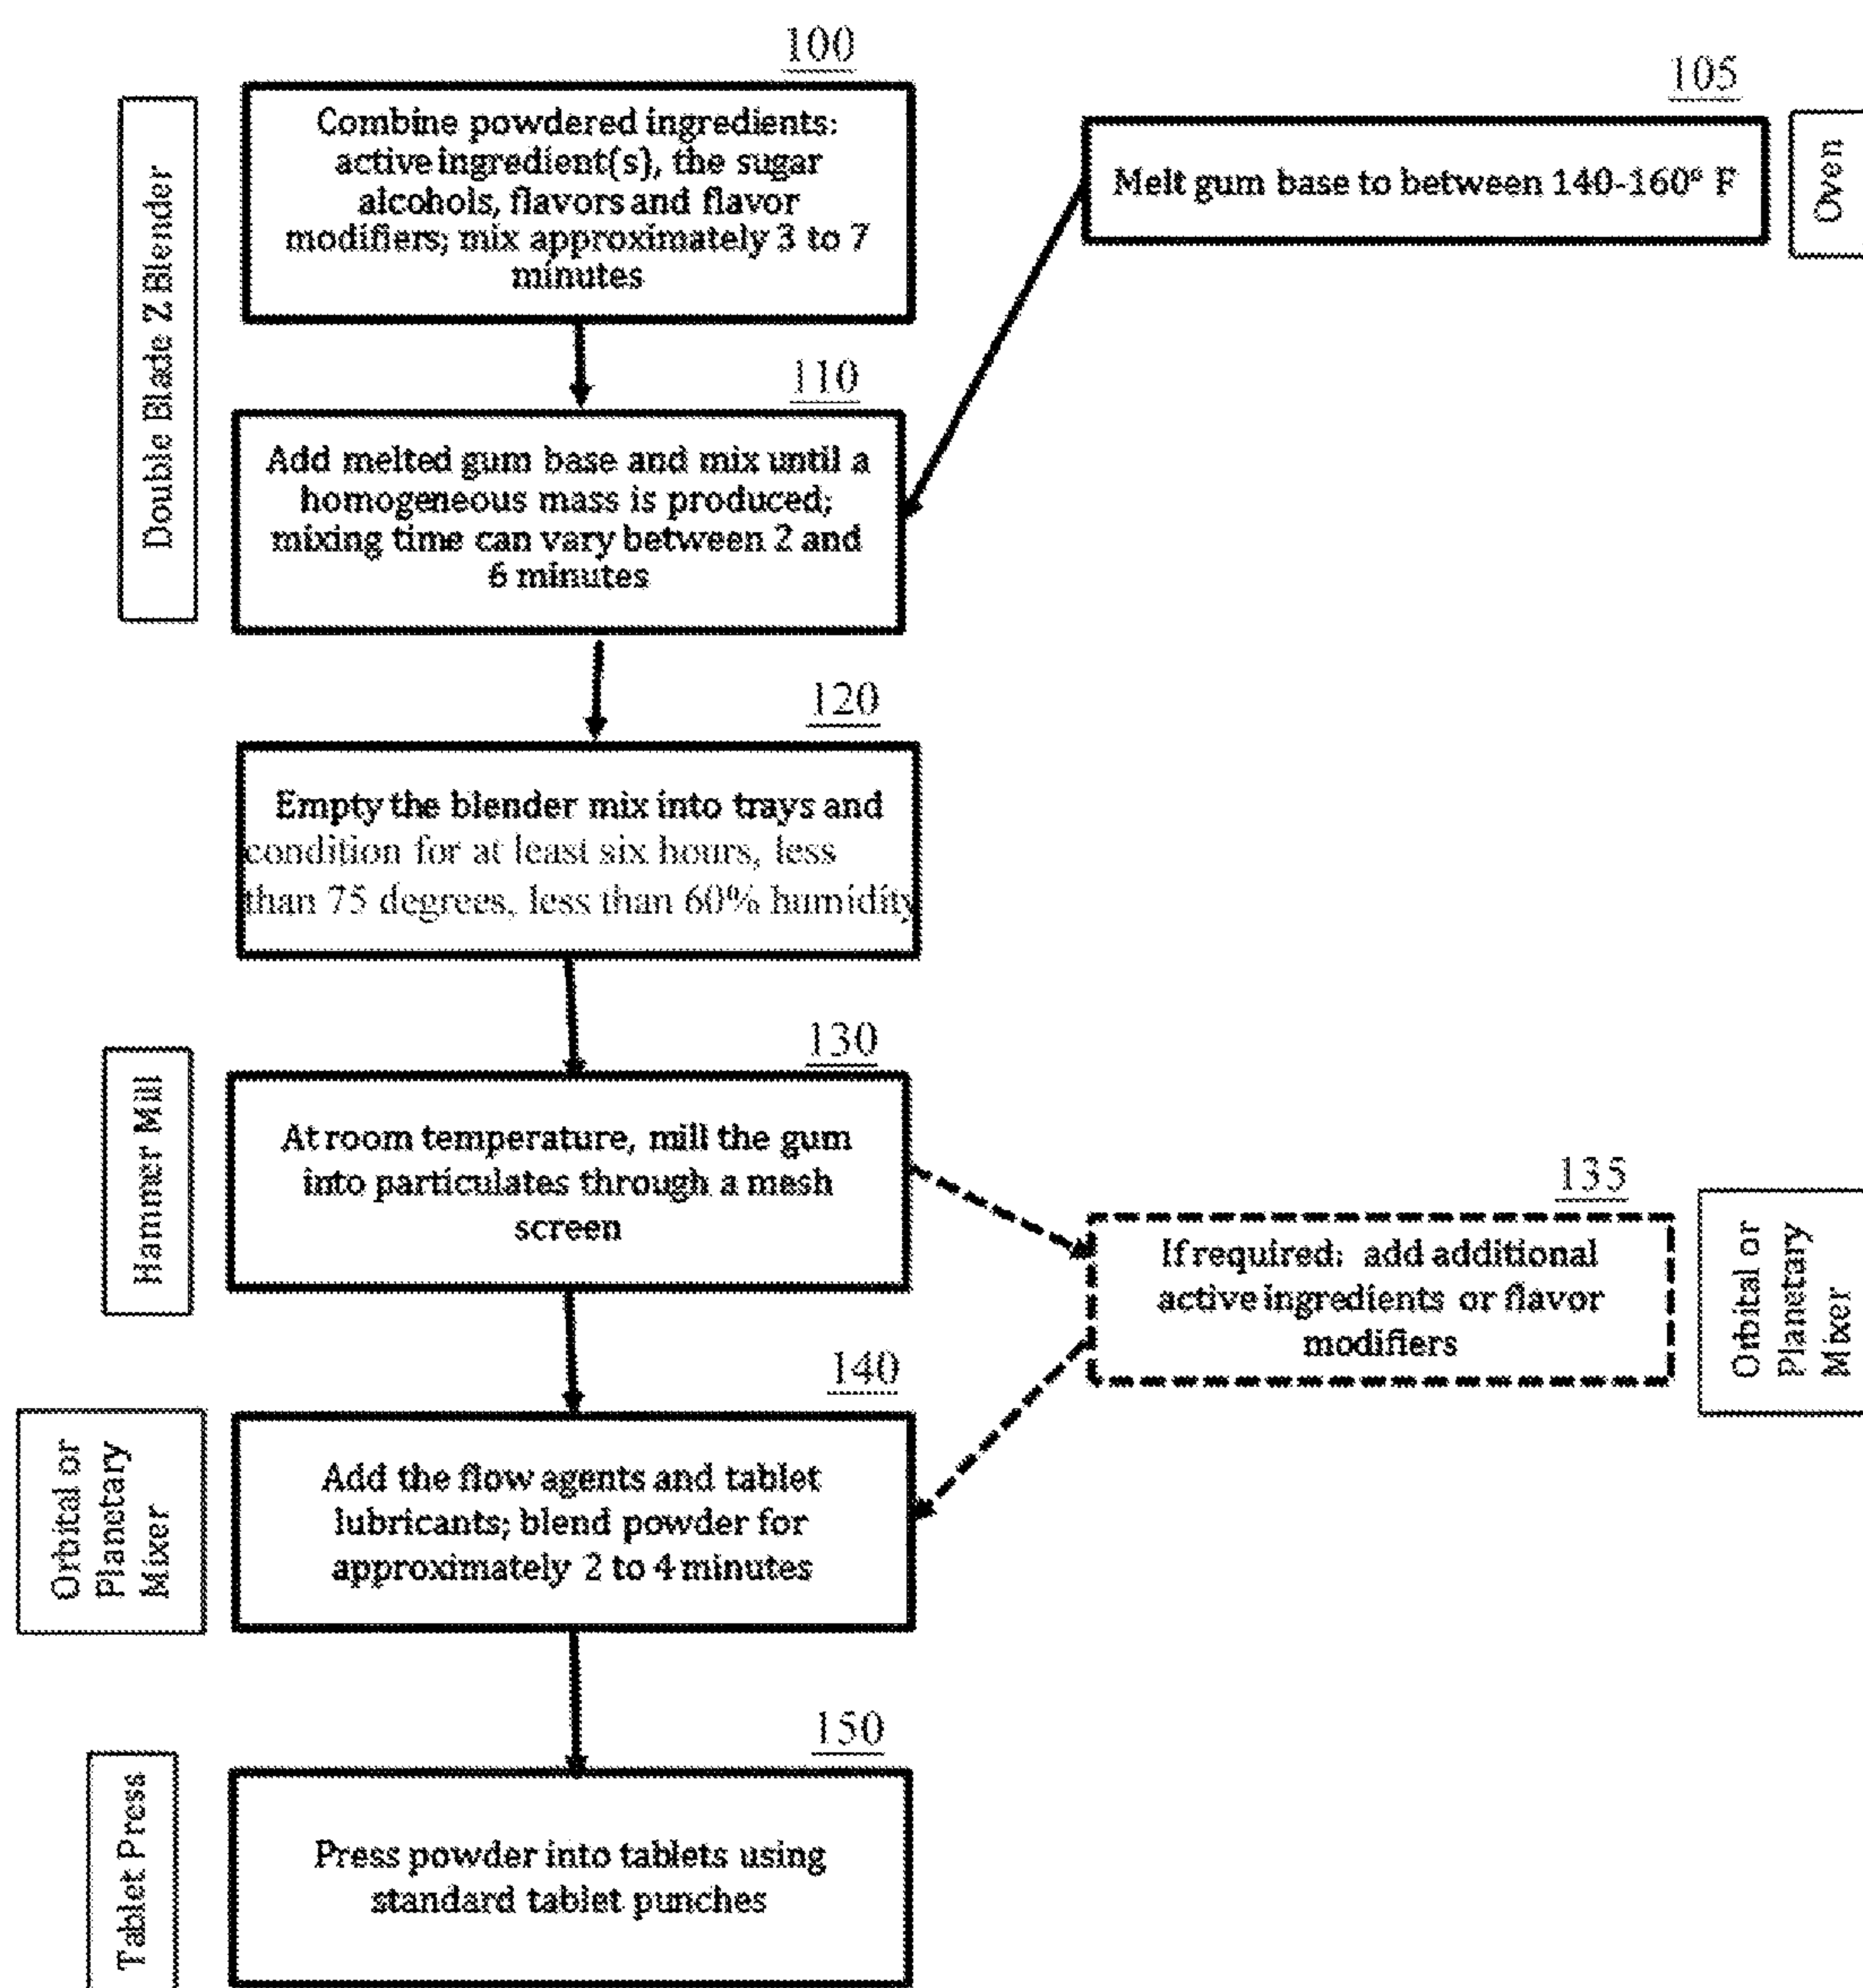 100
Combine powdered ingredients:
active ingredient(s), the sugar
alcohols, flavors and flavor
modifiers; mix approximately 3 to 7
minutes
Double Blade Z Blender
105
Melt gum base to between 140-160° F
Oven
110
Add melted gum base and mix until a
homogeneous mass is produced;
mixing time can vary between 2 and
6 minutes
120
Empty the blender mix into trays and
condition for at least six hours, less
than 75 degrees, less than 60% humidity
130
At room temperature, mill the gum
into particulates through a mesh
screen
Hammer Mill
135
If required: add additional
active ingredients or flavor
modifiers
Orbital or
Planetary
Mixer
140
Add the flow agents and tablet
lubricants; blend powder for
approximately 2 to 4 minutes
Orbital or
Planetary
Mixer
150
Press powder into tablets using
standard tablet punches
Tablet Press